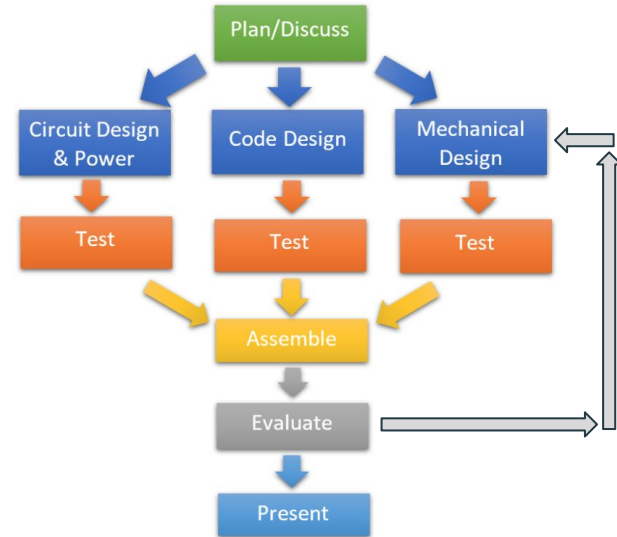 Plan/Discuss
Circuit Design
& Power
Code Design
Mechanical
Design
Test
Test
Test
Assemble
Evaluate
Present